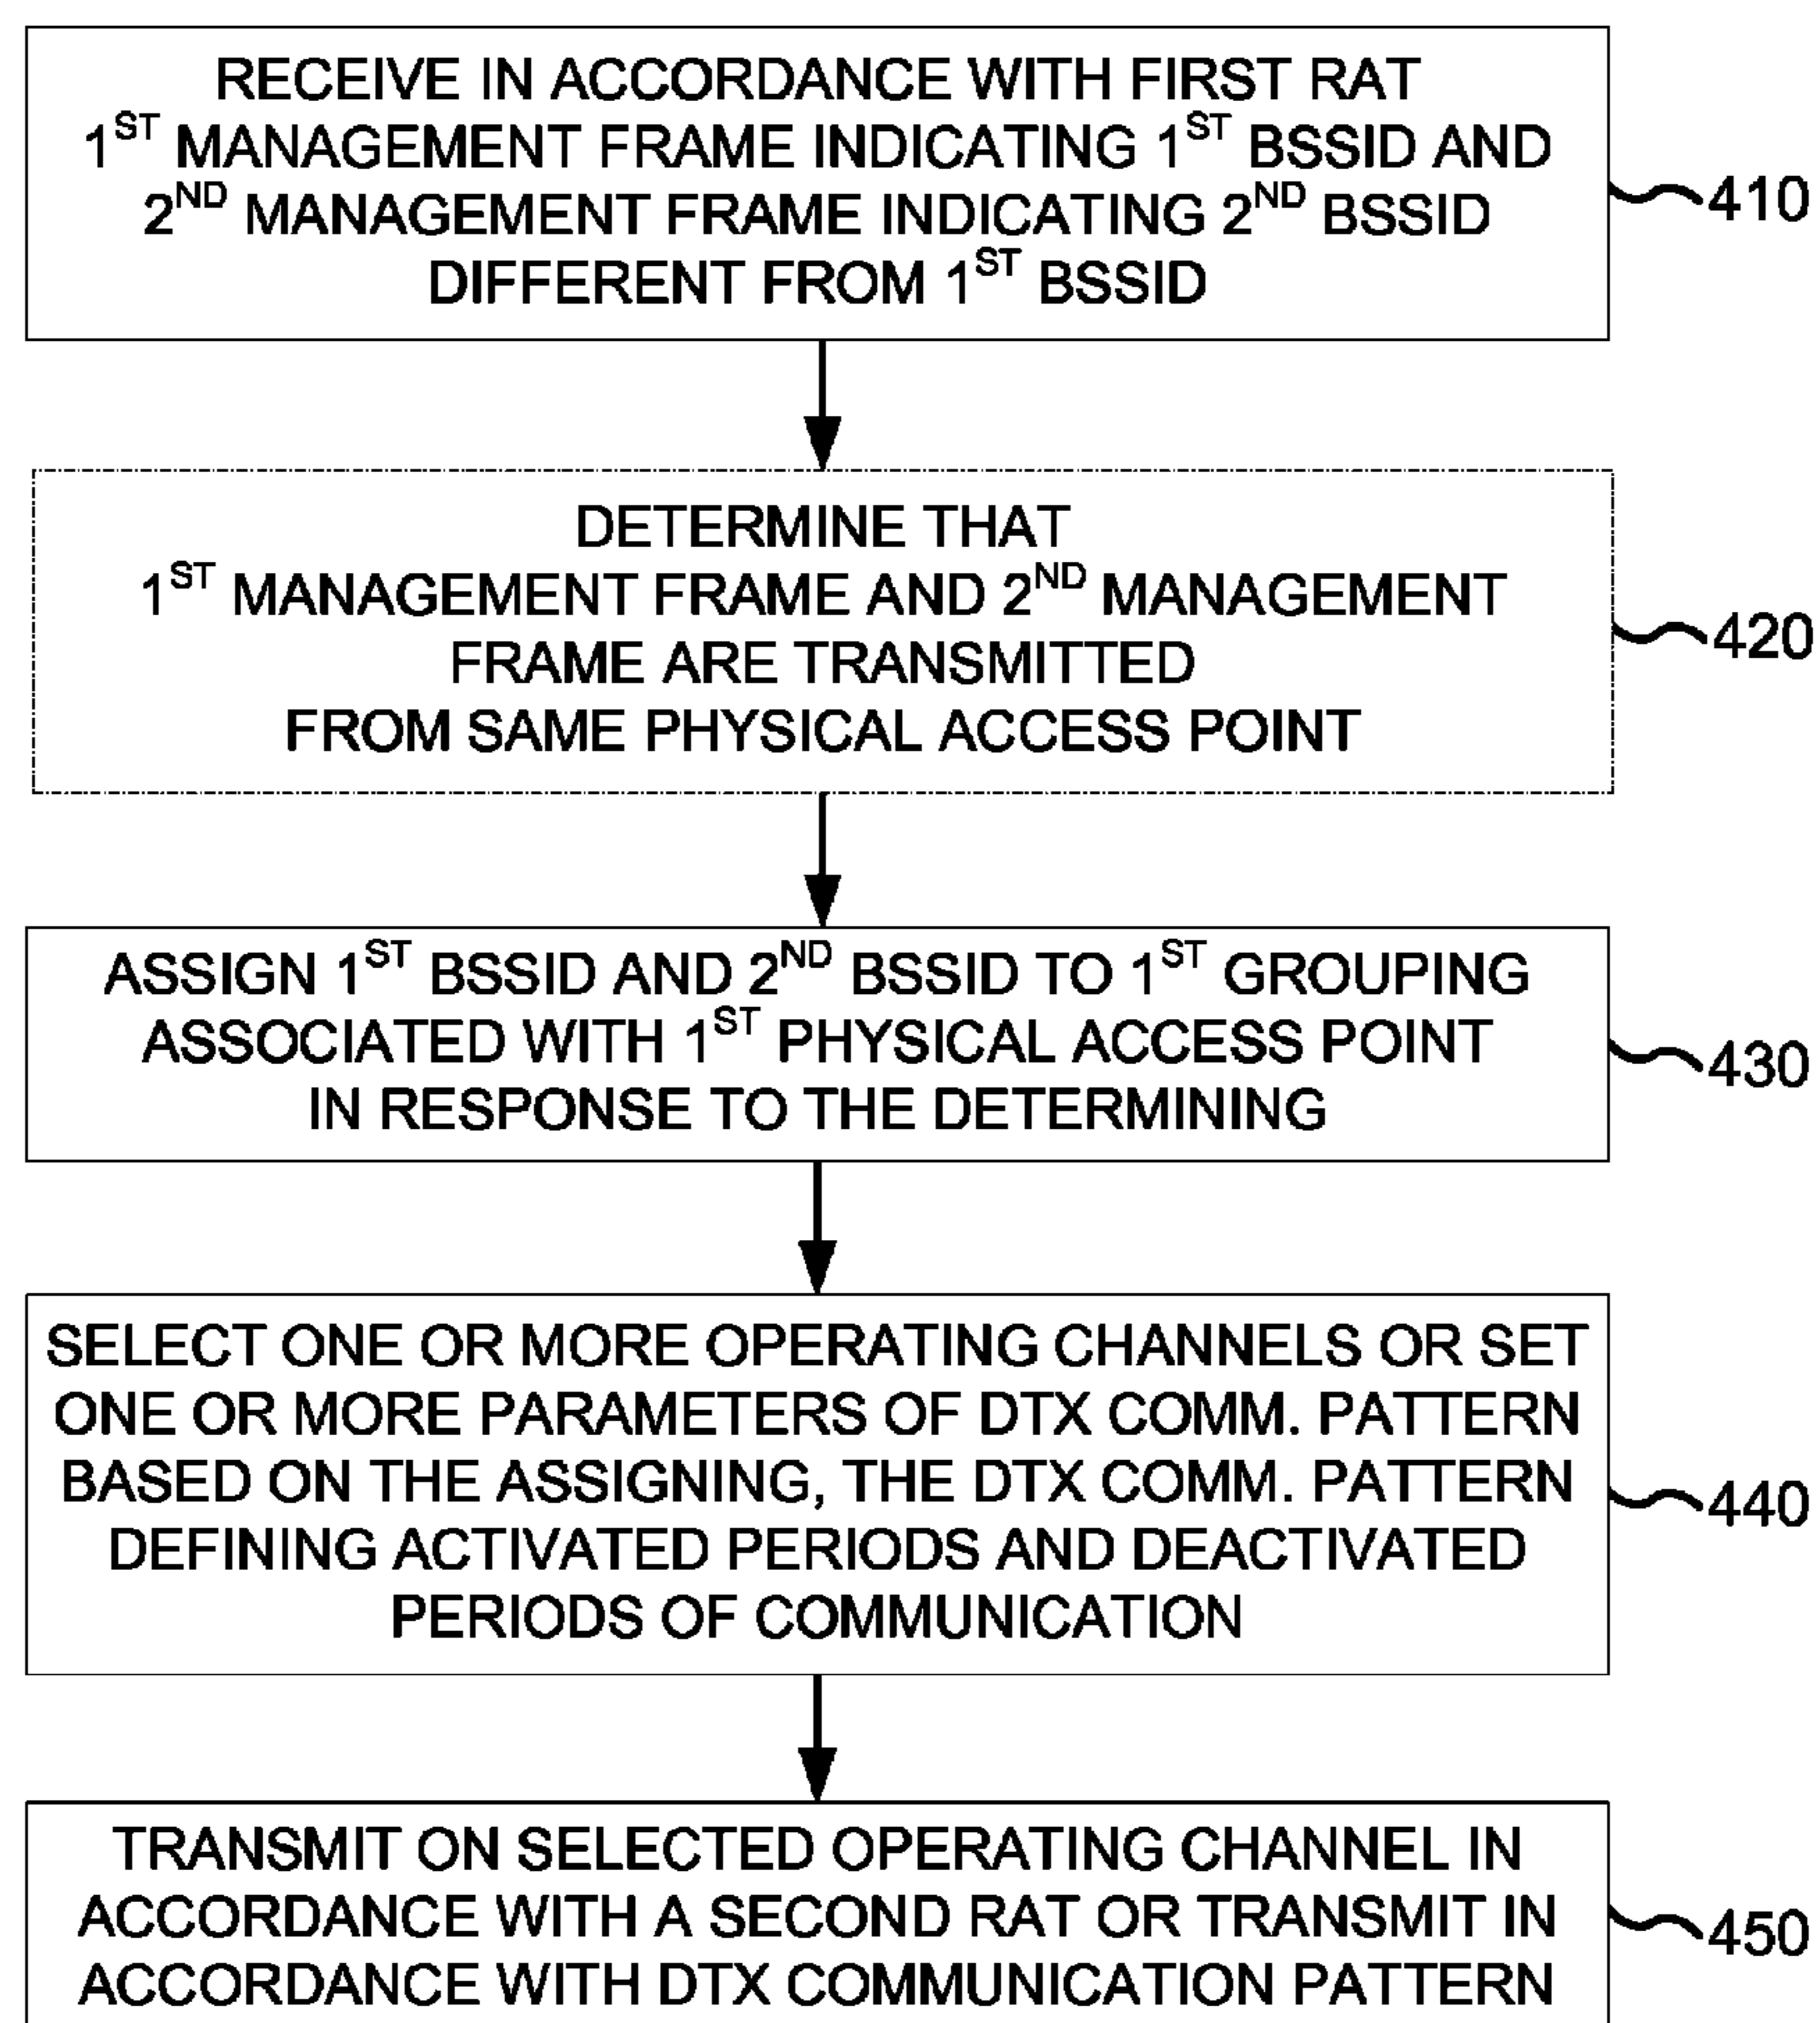 RECEIVE IN ACCORDANCE WITH FIRST RAT
1ST MANAGEMENT FRAME INDICATING 1ST BSSID AND
2ND MANAGEMENT FRAME INDICATING 2ND BSSID
DIFFERENT FROM 1ST BSSID
410
DETERMINE THAT
1ST MANAGEMENT FRAME AND 2ND MANAGEMENT
FRAME ARE TRANSMITTED
FROM SAME PHYSICAL ACCESS POINT
420
ASSIGN 1ST BSSID AND 2ND BSSID TO 1ST GROUPING
ASSOCIATED WITH 1ST PHYSICAL ACCESS POINT
IN RESPONSE TO THE DETERMINING
430
SELECT ONE OR MORE OPERATING CHANNELS OR SET
ONE OR MORE PARAMETERS OF DTX COMM. PATTERN
BASED ON THE ASSIGNING, THE DTX COMM. PATTERN
DEFINING ACTIVATED PERIODS AND DEACTIVATED
PERIODS OF COMMUNICATION
440
TRANSMIT ON SELECTED OPERATING CHANNEL IN
ACCORDANCE WITH A SECOND RAT OR TRANSMIT IN
ACCORDANCE WITH DTX COMMUNICATION PATTERN
450